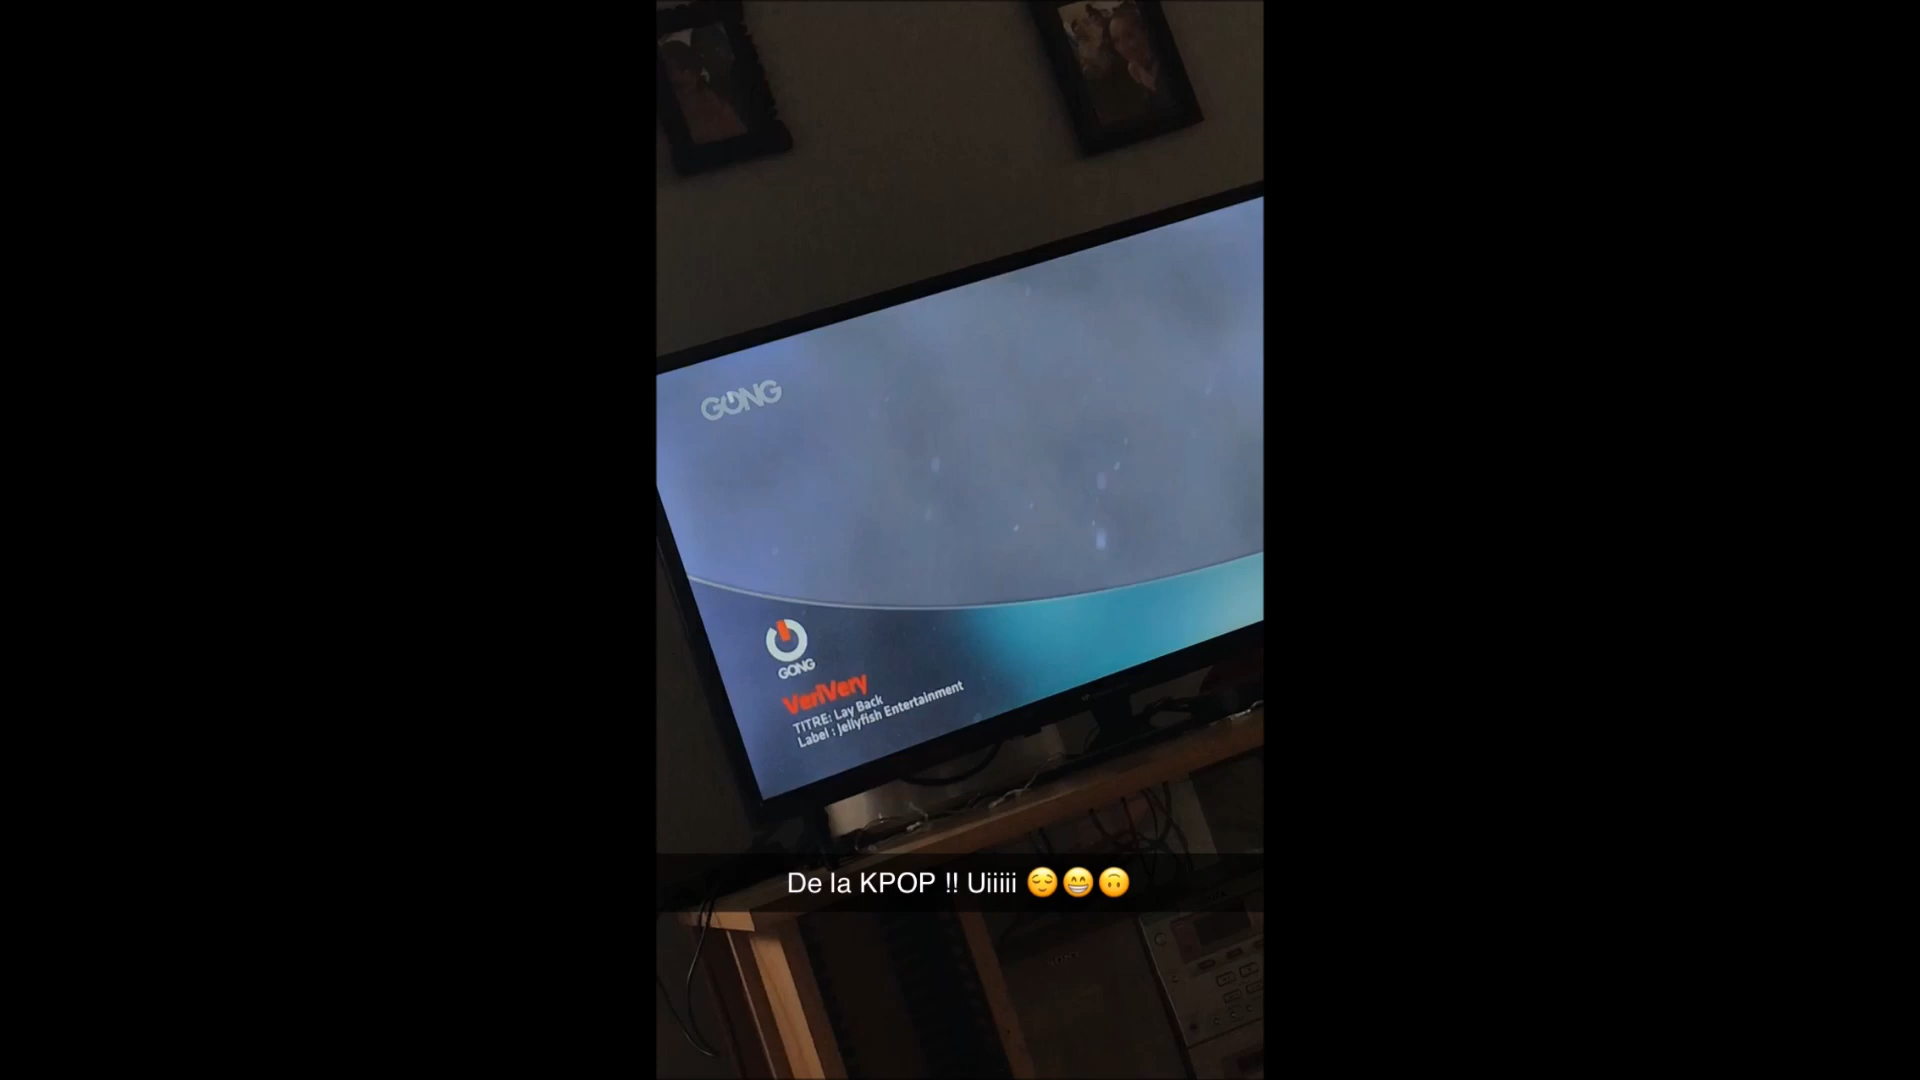 GONG
GONG
VeriVery
TITRE: Lay Back
Label : Jellyfish Entertainment
De la KPOP !! Uiiiii 😌😁🙃